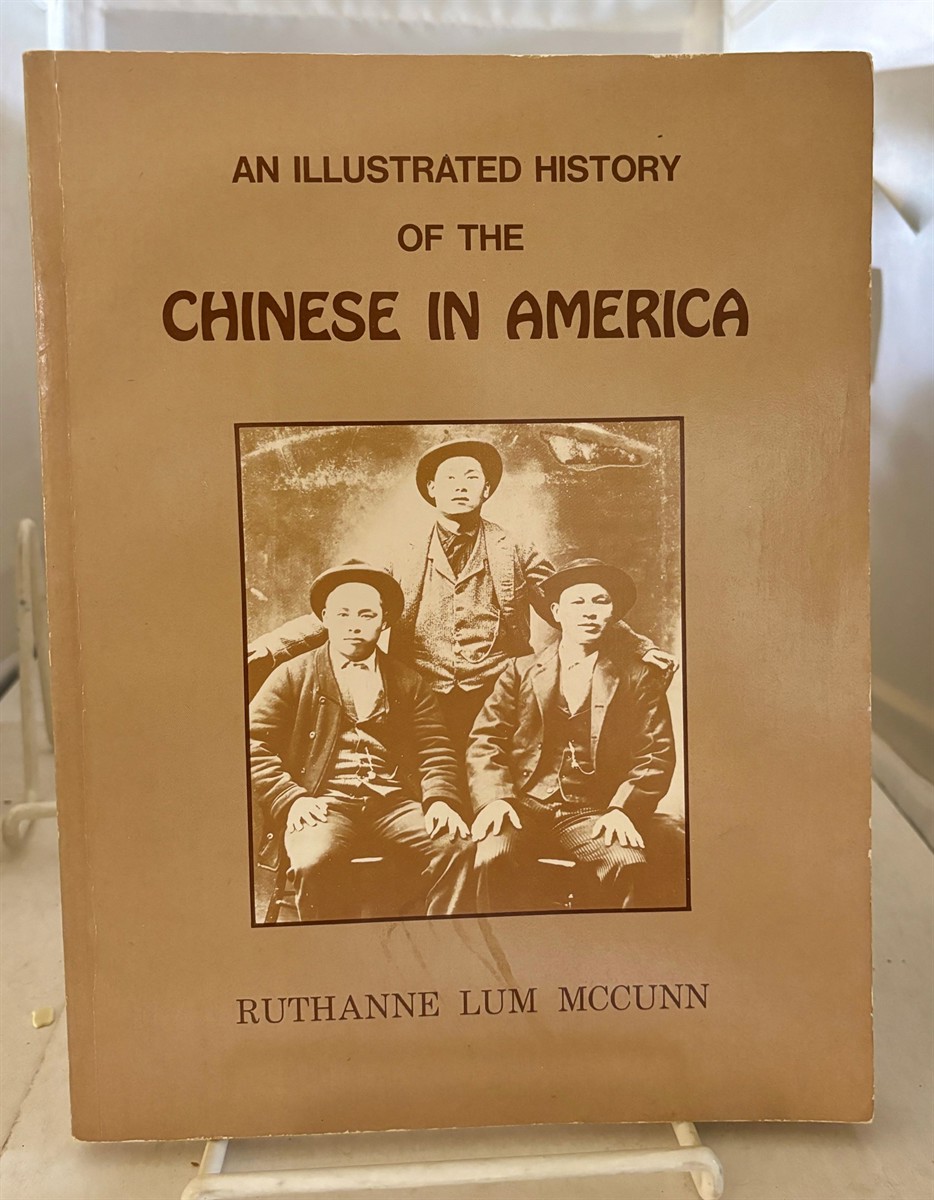 AN ILLUSTRATED HISTORY
OF THE
CHINESE IN AMERICA
RUTHANNE LUM MCCUNN